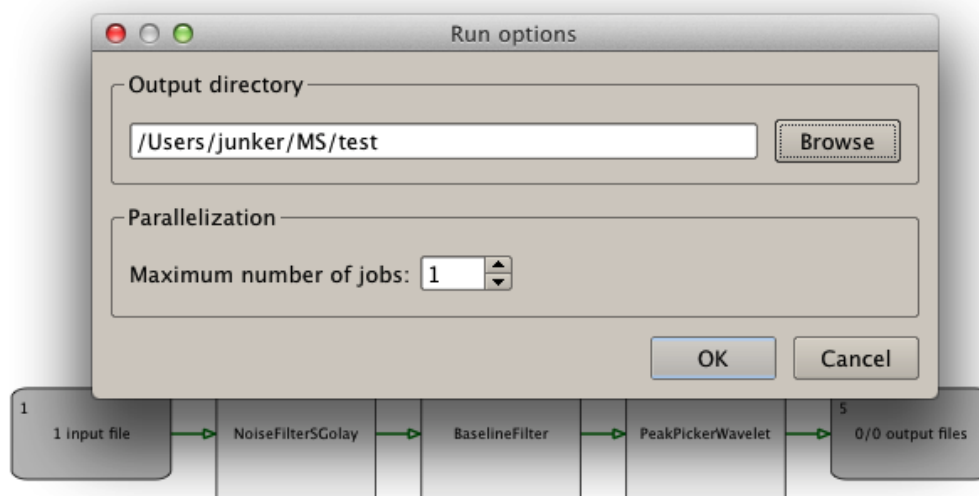 Run options
Output directory
/Users/junker/MS/test
Browse
Parallelization
Maximum number of jobs: 1
OK
Cancel
1
1 input file
NoiseFilterSGolay
BaselineFilter
PeakPickerWavelet
5
0/0 output files